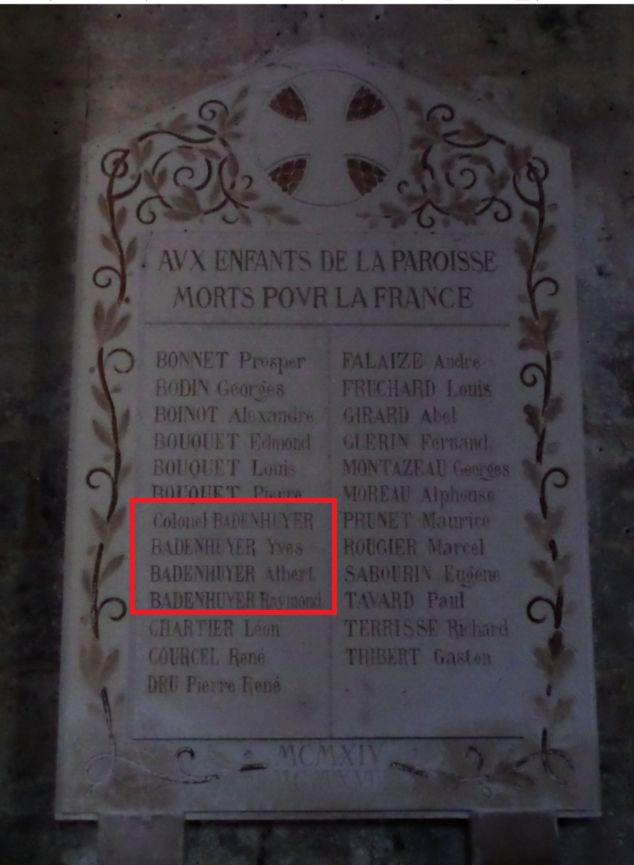 AVX ENFANTS DE LA PAROISSE
MORTS POVR LA FRANCE
BONNET Prosper
BODIN Georges
BOINOT Alexandre
BOUQUET Edmond
BOUQUET Louis
BOUQUET Pierre
Colonel BADENHUYER
BADENHUYER Yves
BADENHUYER Albert
BADENHUYER Raymond
CHARTIER Léon
COURCEL René
DRU Pierre René
FALAIZE André
FRUCHARD Louis
GIRARD Abel
GUERIN Fernand
MONTAZEAU Georges
MOREAU Alphonse
PRUNET Maurice
ROUGIER Marcel
SABOURIN Eugène
TAVARD Paul
TERRISSE Richard
THIBERT Gaston
MCMXIV